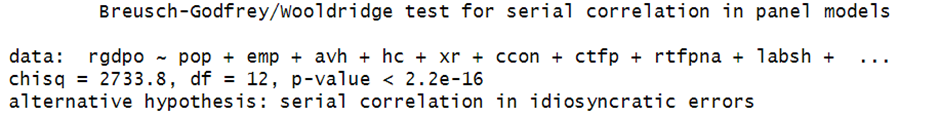 Breusch-Godfrey/Wooldridge test for serial correlation in panel models
data:  rgdpo ~ pop + emp + avh + hc + xr + ccon + ctfp + rtfpna + labsh +  ...
chisq = 2733.8, df = 12, p-value < 2.2e-16
alternative hypothesis: serial correlation in idiosyncratic errors